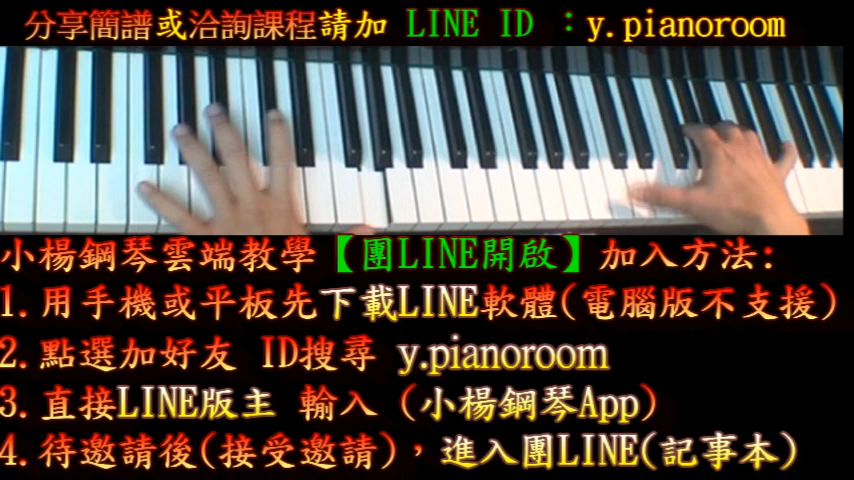 分享簡譜或洽詢課程請加 LINE ID ：y.pianoroom
小楊鋼琴雲端教學【團LINE開啟】加入方法:
1.用手機或平板先下載LINE軟體(電腦版不支援)
2.點選加好友 ID搜尋 y.pianoroom
3.直接LINE版主 輸入 (小楊鋼琴App)
4.待邀請後(接受邀請)，進入團LINE(記事本)